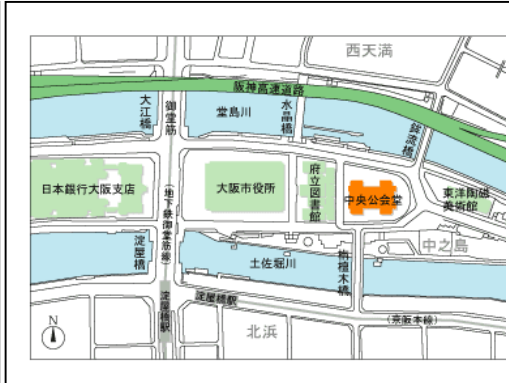 西天満
阪神高速道路
大江橋
御堂筋
堂島川
水晶橋
鉾流橋
日本銀行大阪支店
大阪市役所
府立図書館
中央公会堂
東洋陶磁
美術館
(地下鉄御堂筋線)
淀屋橋
土佐堀川
栴檀木橋
中之島
淀屋橋駅
淀屋橋駅
(京阪本線)
北浜
N